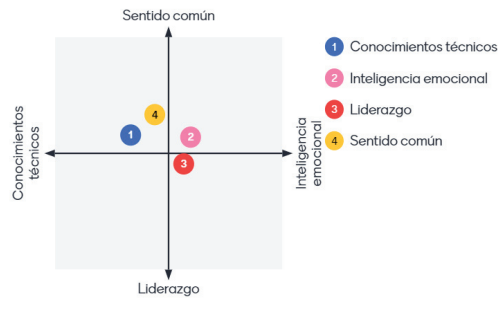 Sentido común
1 Conocimientos técnicos
2 Inteligencia emocional
3 Liderazgo
4 Sentido común
4
1
2
3
Conocimientos
técnicos
Inteligencia
emocional
Liderazgo